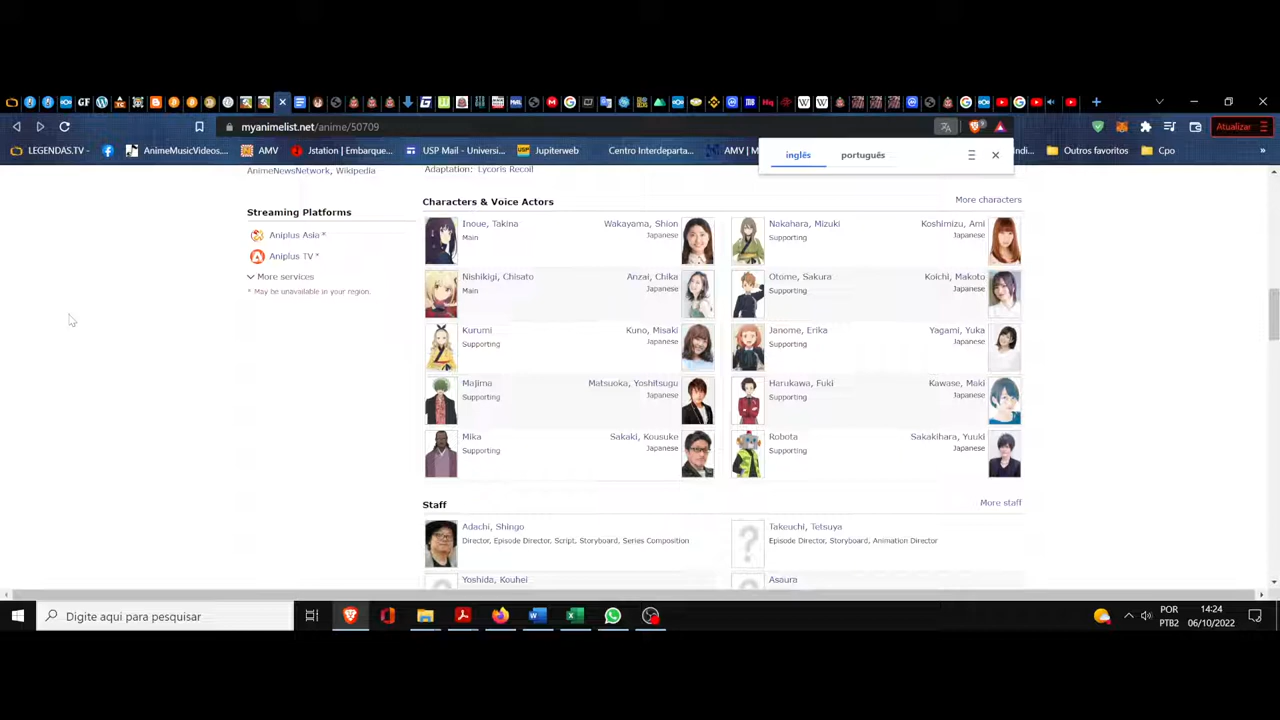 myanimelist.net/anime/50709
Atualizar
LEGENDAS.TV
AnimeMusicVideos...
AMV
Jstation | Embarque...
USP Mail - Universi...
Jupiterweb
Centro Interdeparta...
AMV | M
Indi...
Outros favoritos
Cpo
inglês
português
AnimeNewsNetwork, Wikipedia
Adaptation: Lycoris Recoil
Streaming Platforms
Aniplus Asia *
Aniplus TV *
More services
* May be unavailable in your region.
Characters & Voice Actors
More characters
Inoue, Takina
Main
Wakayama, Shion
Japanese
Nakahara, Mizuki
Supporting
Koshimizu, Ami
Japanese
Nishikigi, Chisato
Main
Anzai, Chika
Japanese
Otome, Sakura
Supporting
Koichi, Makoto
Japanese
Kurumi
Supporting
Kuno, Misaki
Japanese
Janome, Erika
Supporting
Yagami, Yuka
Japanese
Majima
Supporting
Matsuoka, Yoshitsugu
Japanese
Harukawa, Fuki
Supporting
Kawase, Maki
Japanese
Mika
Supporting
Sakaki, Kousuke
Japanese
Robota
Supporting
Sakakihara, Yuuki
Japanese
Staff
More staff
Adachi, Shingo
Director, Episode Director, Script, Storyboard, Series Composition
Takeuchi, Tetsuya
Episode Director, Storyboard, Animation Director
Yoshida, Kouhei
Asaura
Digite aqui para pesquisar
POR
PTB2
14:24
06/10/2022